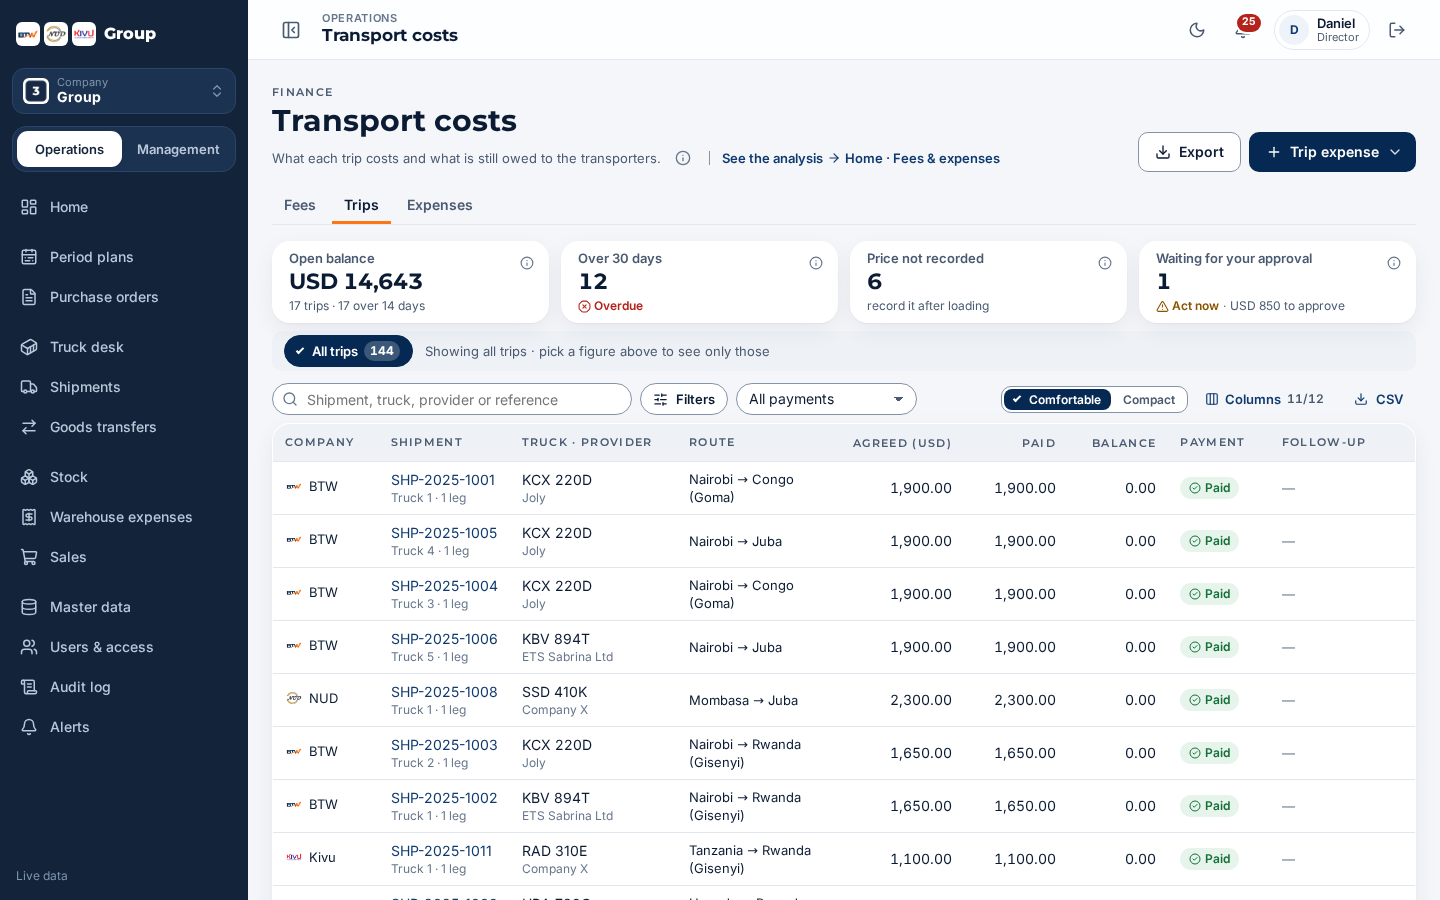 BTW NUD KIVU Group
Company
3 Group
Operations Management
Home
Period plans
Purchase orders
Truck desk
Shipments
Goods transfers
Stock
Warehouse expenses
Sales
Master data
Users & access
Audit log
Alerts
Live data
OPERATIONS
Transport costs
25
D Daniel
Director
FINANCE
Transport costs
What each trip costs and what is still owed to the transporters. See the analysis → Home · Fees & expenses
Export
+ Trip expense
Fees Trips Expenses
Open balance
USD 14,643
17 trips · 17 over 14 days
Over 30 days
12
Overdue
Price not recorded
6
record it after loading
Waiting for your approval
1
Act now · USD 850 to approve
All trips 144 Showing all trips · pick a figure above to see only those
Shipment, truck, provider or reference Filters All payments Comfortable Compact Columns 11/12 CSV
COMPANY SHIPMENT TRUCK · PROVIDER ROUTE AGREED (USD) PAID BALANCE PAYMENT FOLLOW-UP
BTW BTW SHP-2025-1001 KCX 220D Nairobi → Congo 1,900.00 1,900.00 0.00 Paid —
Truck 1 · 1 leg Joly (Goma)
BTW BTW SHP-2025-1005 KCX 220D Nairobi → Juba 1,900.00 1,900.00 0.00 Paid —
Truck 4 · 1 leg Joly
BTW BTW SHP-2025-1004 KCX 220D Nairobi → Congo 1,900.00 1,900.00 0.00 Paid —
Truck 3 · 1 leg Joly (Goma)
BTW BTW SHP-2025-1006 KBV 894T Nairobi → Juba 1,900.00 1,900.00 0.00 Paid —
Truck 5 · 1 leg ETS Sabrina Ltd
NUD NUD SHP-2025-1008 SSD 410K Mombasa → Juba 2,300.00 2,300.00 0.00 Paid —
Truck 1 · 1 leg Company X
BTW BTW SHP-2025-1003 KCX 220D Nairobi → Rwanda 1,650.00 1,650.00 0.00 Paid —
Truck 2 · 1 leg Joly (Gisenyi)
BTW BTW SHP-2025-1002 KBV 894T Nairobi → Rwanda 1,650.00 1,650.00 0.00 Paid —
Truck 1 · 1 leg ETS Sabrina Ltd (Gisenyi)
KIVU Kivu SHP-2025-1011 RAD 310E Tanzania → Rwanda 1,100.00 1,100.00 0.00 Paid —
Truck 1 · 1 leg Company X (Gisenyi)